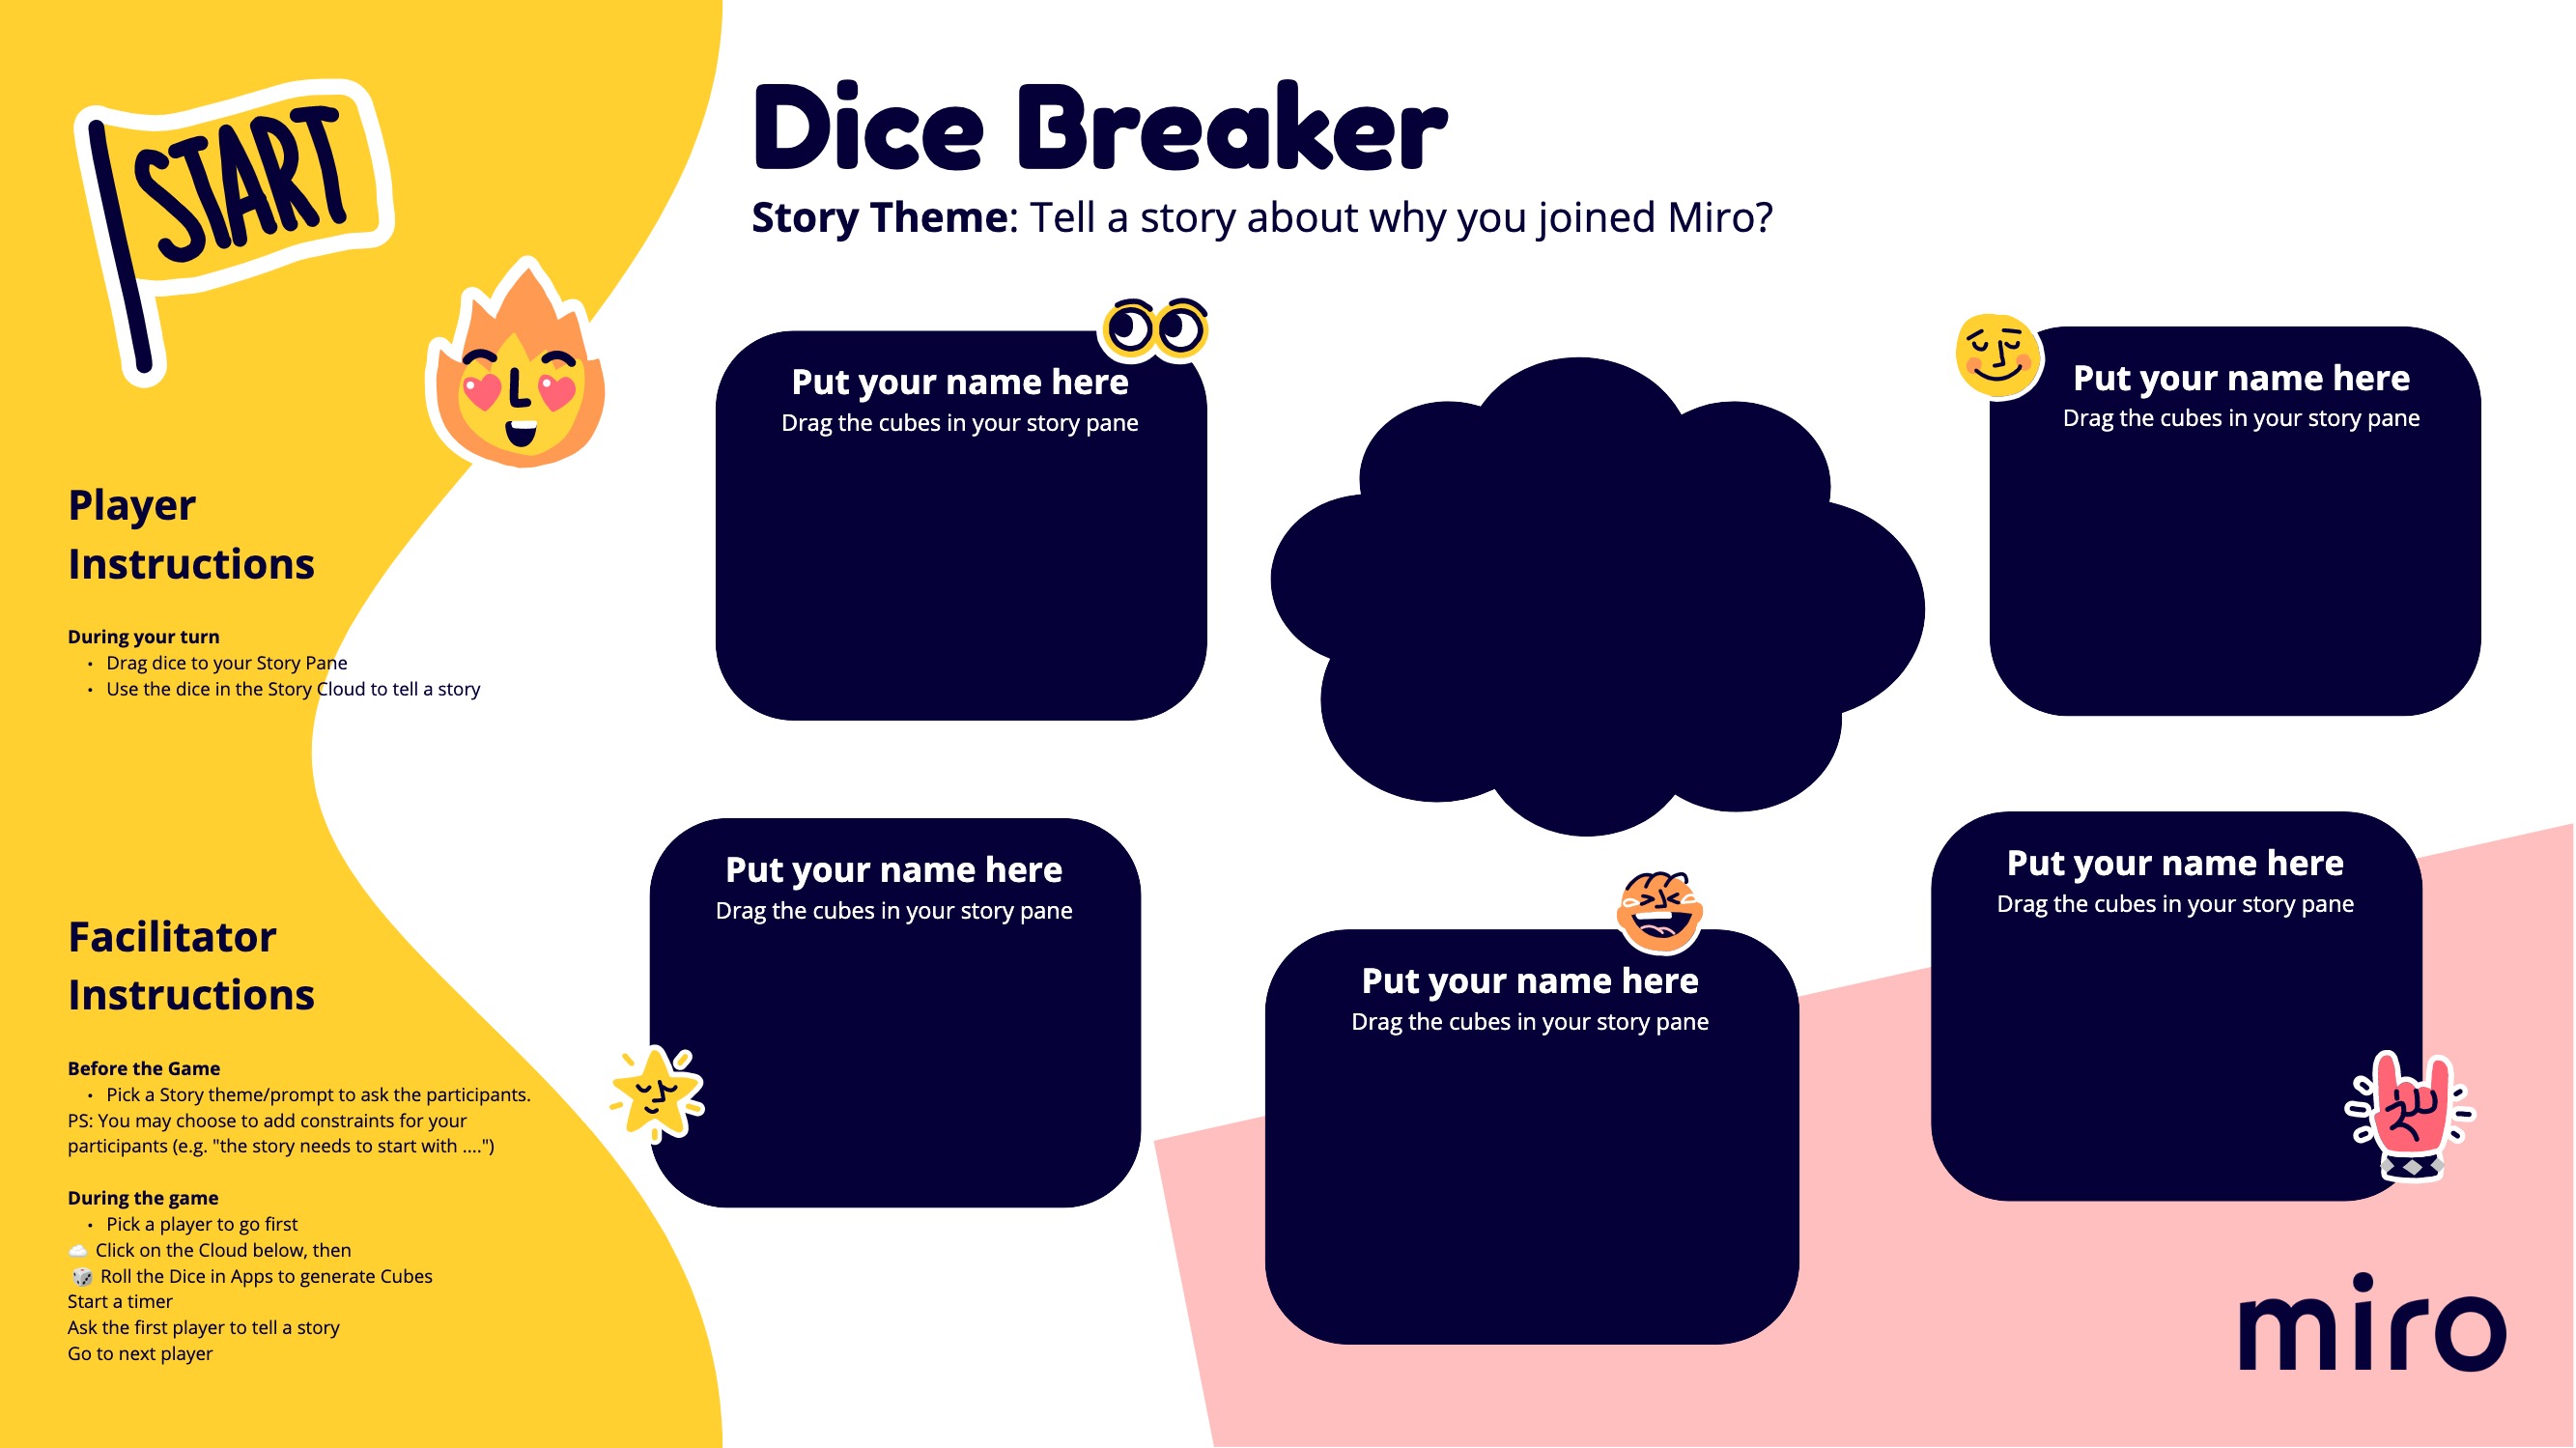 START
Dice Breaker
Story Theme: Tell a story about why you joined Miro?
Player
Instructions
During your turn
• Drag dice to your Story Pane
• Use the dice in the Story Cloud to tell a story
Facilitator
Instructions
Before the Game
• Pick a Story theme/prompt to ask the participants.
PS: You may choose to add constraints for your
participants (e.g. "the story needs to start with ....")
During the game
• Pick a player to go first
☁️ Click on the Cloud below, then
🎲 Roll the Dice in Apps to generate Cubes
Start a timer
Ask the first player to tell a story
Go to next player
Put your name here
Drag the cubes in your story pane
Put your name here
Drag the cubes in your story pane
Put your name here
Drag the cubes in your story pane
Put your name here
Drag the cubes in your story pane
Put your name here
Drag the cubes in your story pane
miro